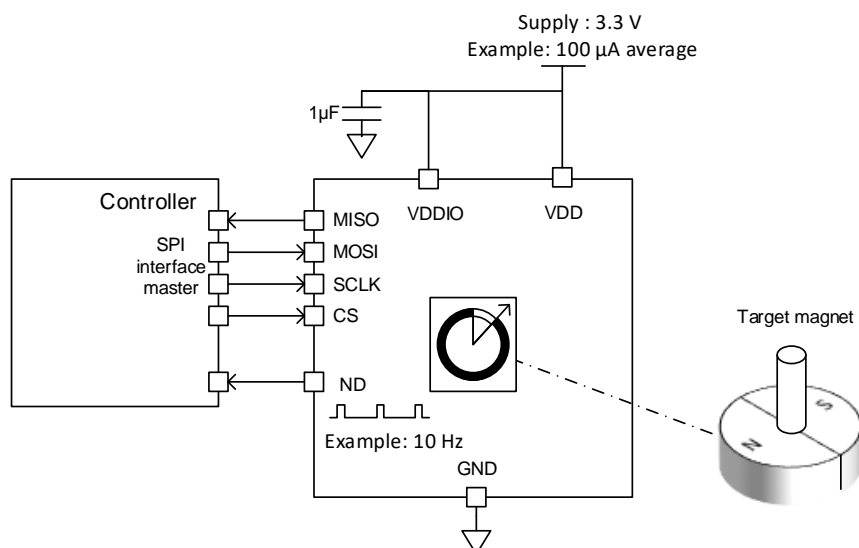 Supply : 3.3 V
Example: 100 µA average
1µF
VDDIO
VDD
Controller
SPI
interface
master
MISO
MOSI
SCLK
CS
ND
Example: 10 Hz
GND
Target magnet
S
N